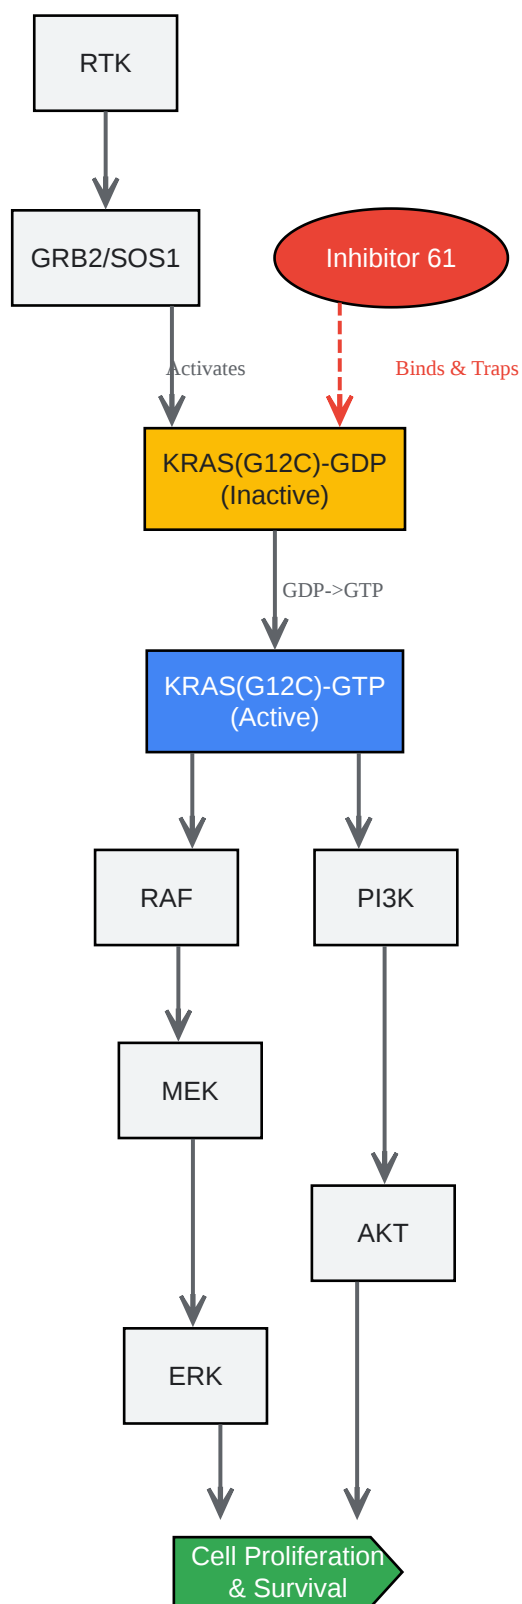 RTK
GRB2/SOS1
Inhibitor 61
Activates
Binds & Traps
KRAS(G12C)-GDP
(Inactive)
GDP->GTP
KRAS(G12C)-GTP
(Active)
RAF
PI3K
MEK
AKT
ERK
Cell Proliferation
& Survival